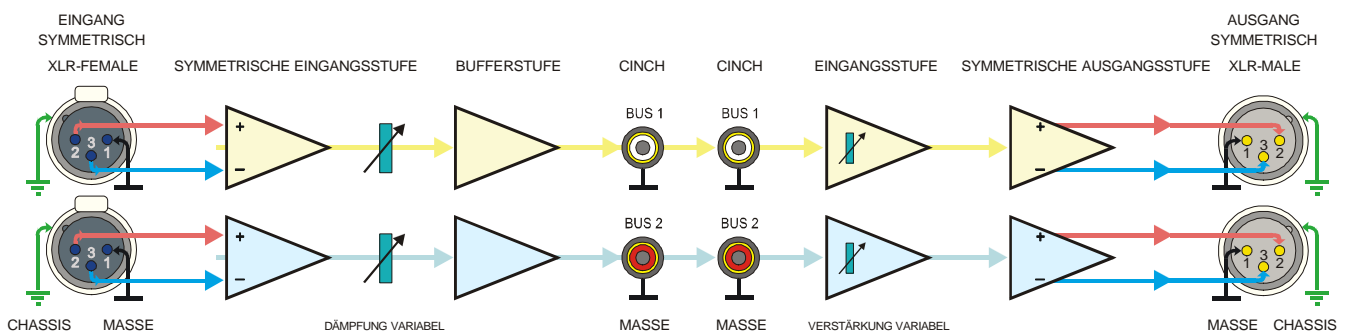 EINGANG
SYMMETRISCH
XLR-FEMALE
SYMMETRISCHE EINGANGSSTUFE
BUFFERSTUFE
CINCH
CINCH
EINGANGSSTUFE
SYMMETRISCHE AUSGANGSSTUFE
AUSGANG
SYMMETRISCH
XLR-MALE
2 3 1
+
−
BUS 1
BUS 1
+
−
1 3 2
2 3 1
+
−
BUS 2
BUS 2
+
−
1 3 2
CHASSIS
MASSE
DÄMPFUNG VARIABEL
MASSE
MASSE
VERSTÄRKUNG VARIABEL
MASSE
CHASSIS